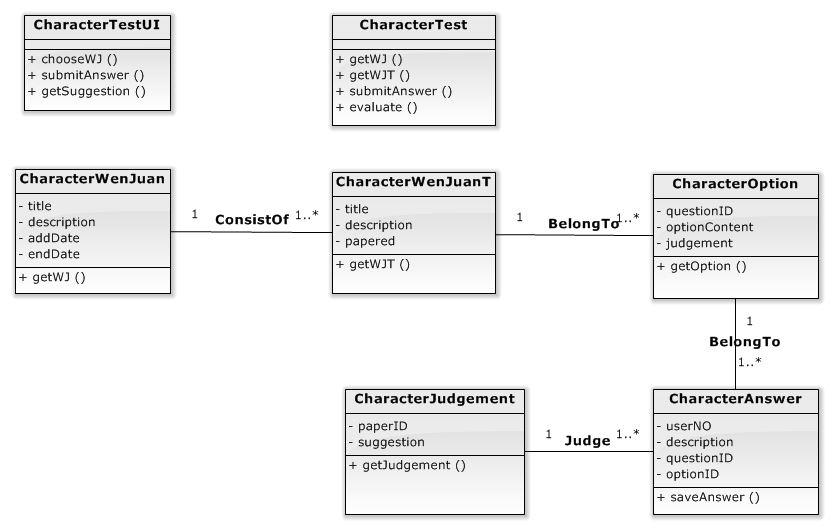 CharacterTestUI
+ chooseWJ ()
+ submitAnswer ()
+ getSuggestion ()
CharacterTest
+ getWJ ()
+ getWJT ()
+ submitAnswer ()
+ evaluate ()
CharacterWenJuan
- title
- description
- addDate
- endDate
+ getWJ ()
1
ConsistOf
1..*
CharacterWenJuanT
- title
- description
- papered
+ getWJT ()
1
BelongTo
1..*
CharacterOption
- questionID
- optionContent
- judgement
+ getOption ()
1
BelongTo
1..*
CharacterJudgement
- paperID
- suggestion
+ getJudgement ()
1
Judge
1..*
CharacterAnswer
- userNO
- description
- questionID
- optionID
+ saveAnswer ()